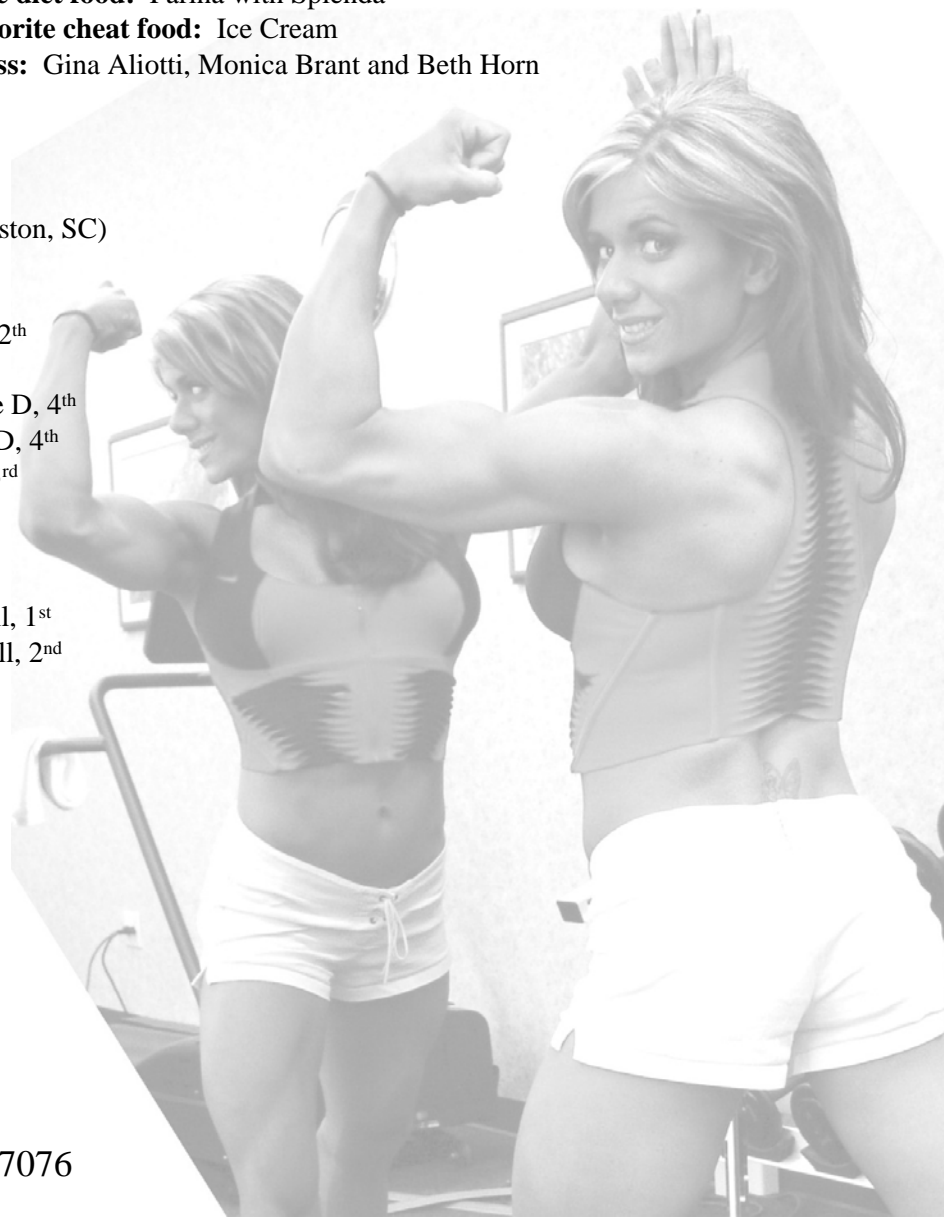 e diet food: Farina with Splenda
orite cheat food: Ice Cream
ss: Gina Aliotti, Monica Brant and Beth Horn
ston, SC)
2th
e D, 4th
D, 4th
rd
l, 1st
ll, 2nd
7076